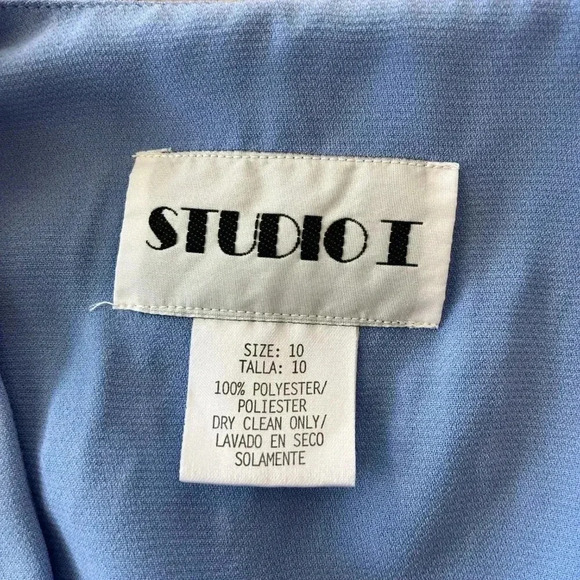 STUDIO I
SIZE: 10
TALLA: 10
100% POLYESTER/
POLIESTER
DRY CLEAN ONLY/
LAVADO EN SECO
SOLAMENTE